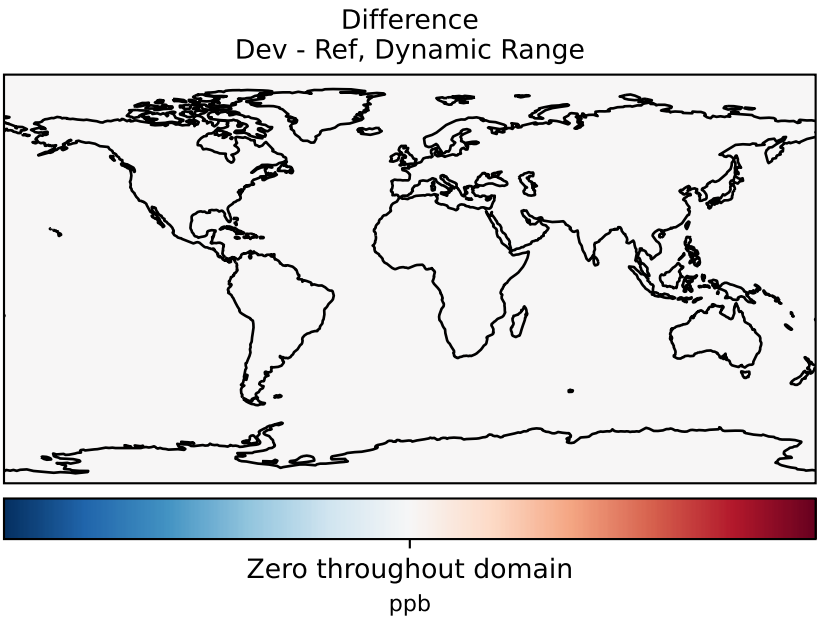 Difference
Dev - Ref, Dynamic Range
Zero throughout domain
ppb